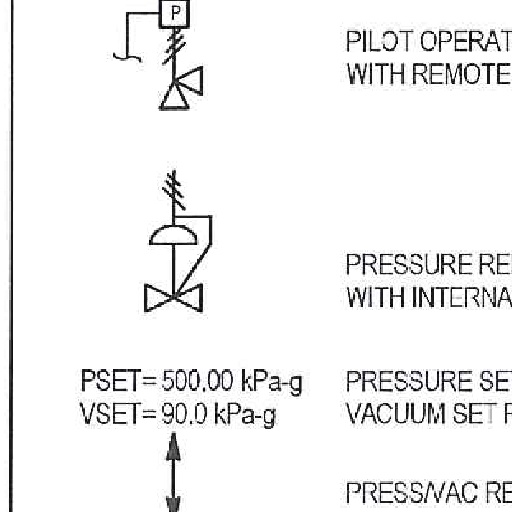 P
PILOT OPERAT
WITH REMOTE
PRESSURE RE
WITH INTERNA
PSET= 500.00 kPa-g
PRESSURE SE
VSET= 90.0 kPa-g
VACUUM SET
PRESS/VAC RE